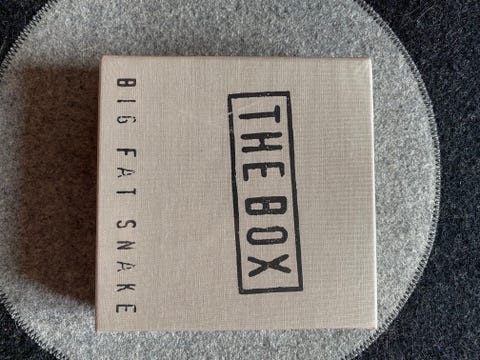 THE BOX
BIG FAT SNAKE